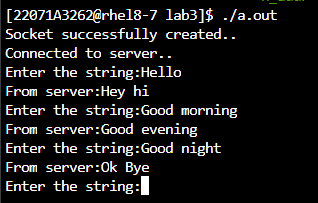 [22071A3262@rhel8-7 lab3]$ ./a.out
Socket successfully created..
Connected to server..
Enter the string:Hello
From server:Hey hi
Enter the string:Good morning
From server:Good evening
Enter the string:Good night
From server:Ok Bye
Enter the string: